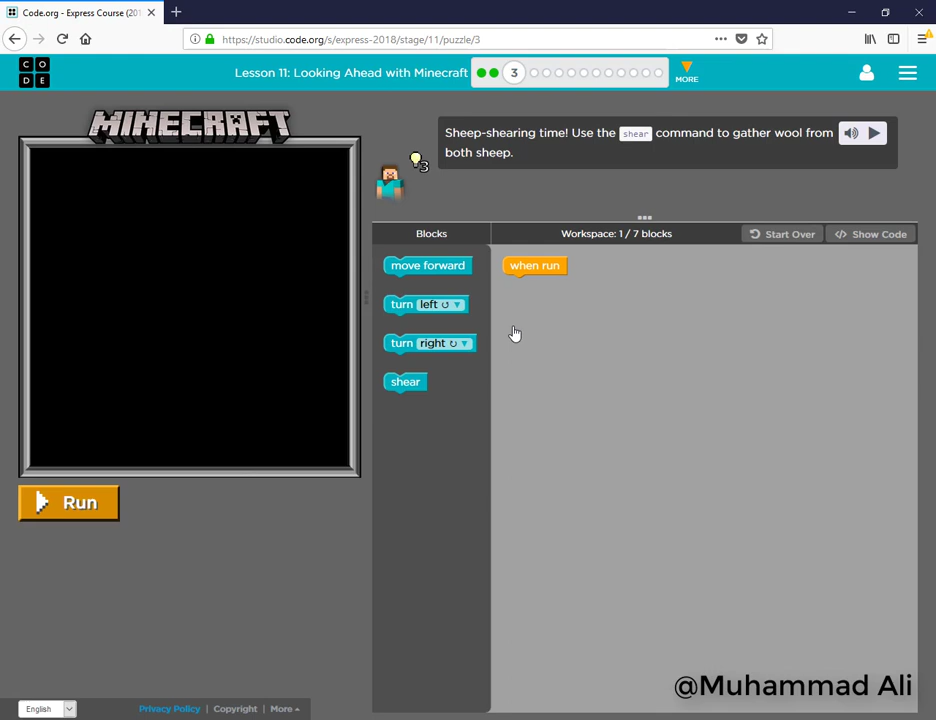 Code.org - Express Course (201
https://studio.code.org/s/express-2018/stage/11/puzzle/3
C O
D E
Lesson 11: Looking Ahead with Minecraft
3
MORE
MINECRAFT
Sheep-shearing time! Use the shear command to gather wool from
both sheep.
3
Blocks
Workspace: 1 / 7 blocks
Start Over
</> Show Code
move forward
when run
turn left
turn right
shear
Run
@Muhammad Ali
English
Privacy Policy | Copyright | More